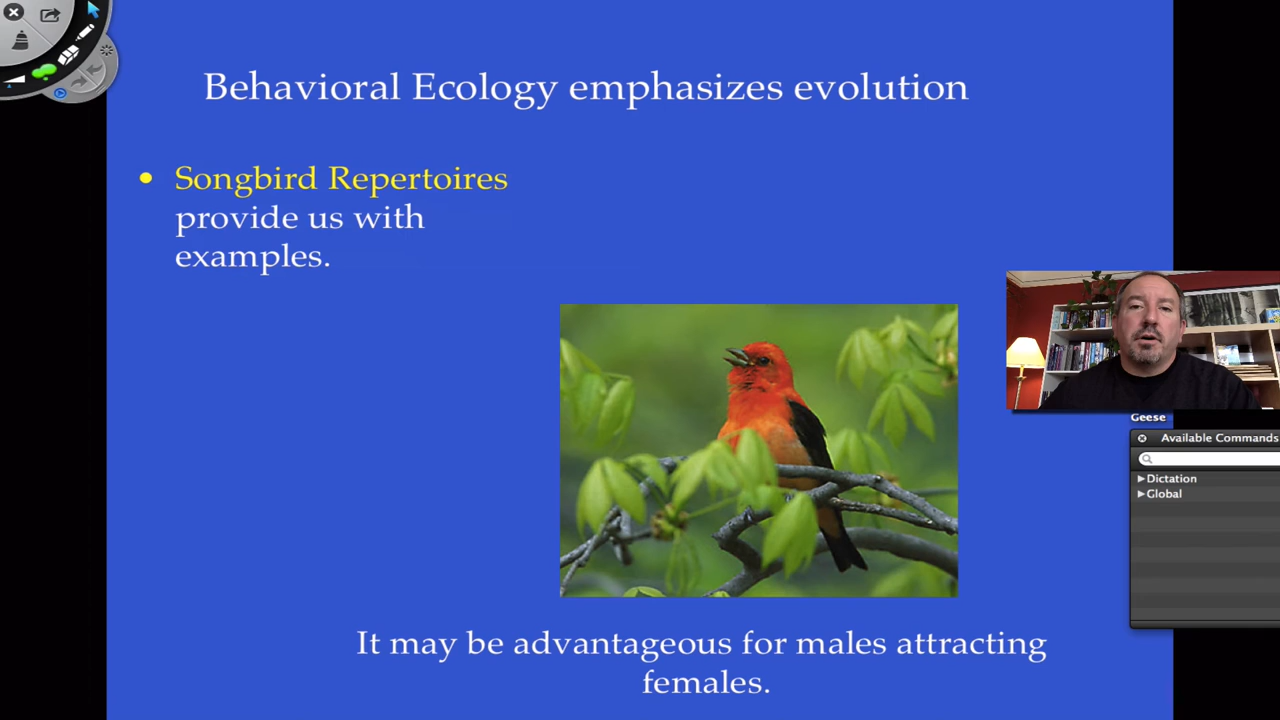 Behavioral Ecology emphasizes evolution
• Songbird Repertoires
provide us with
examples.
Geese
Available Commands
▶Dictation
▶Global
It may be advantageous for males attracting
females.